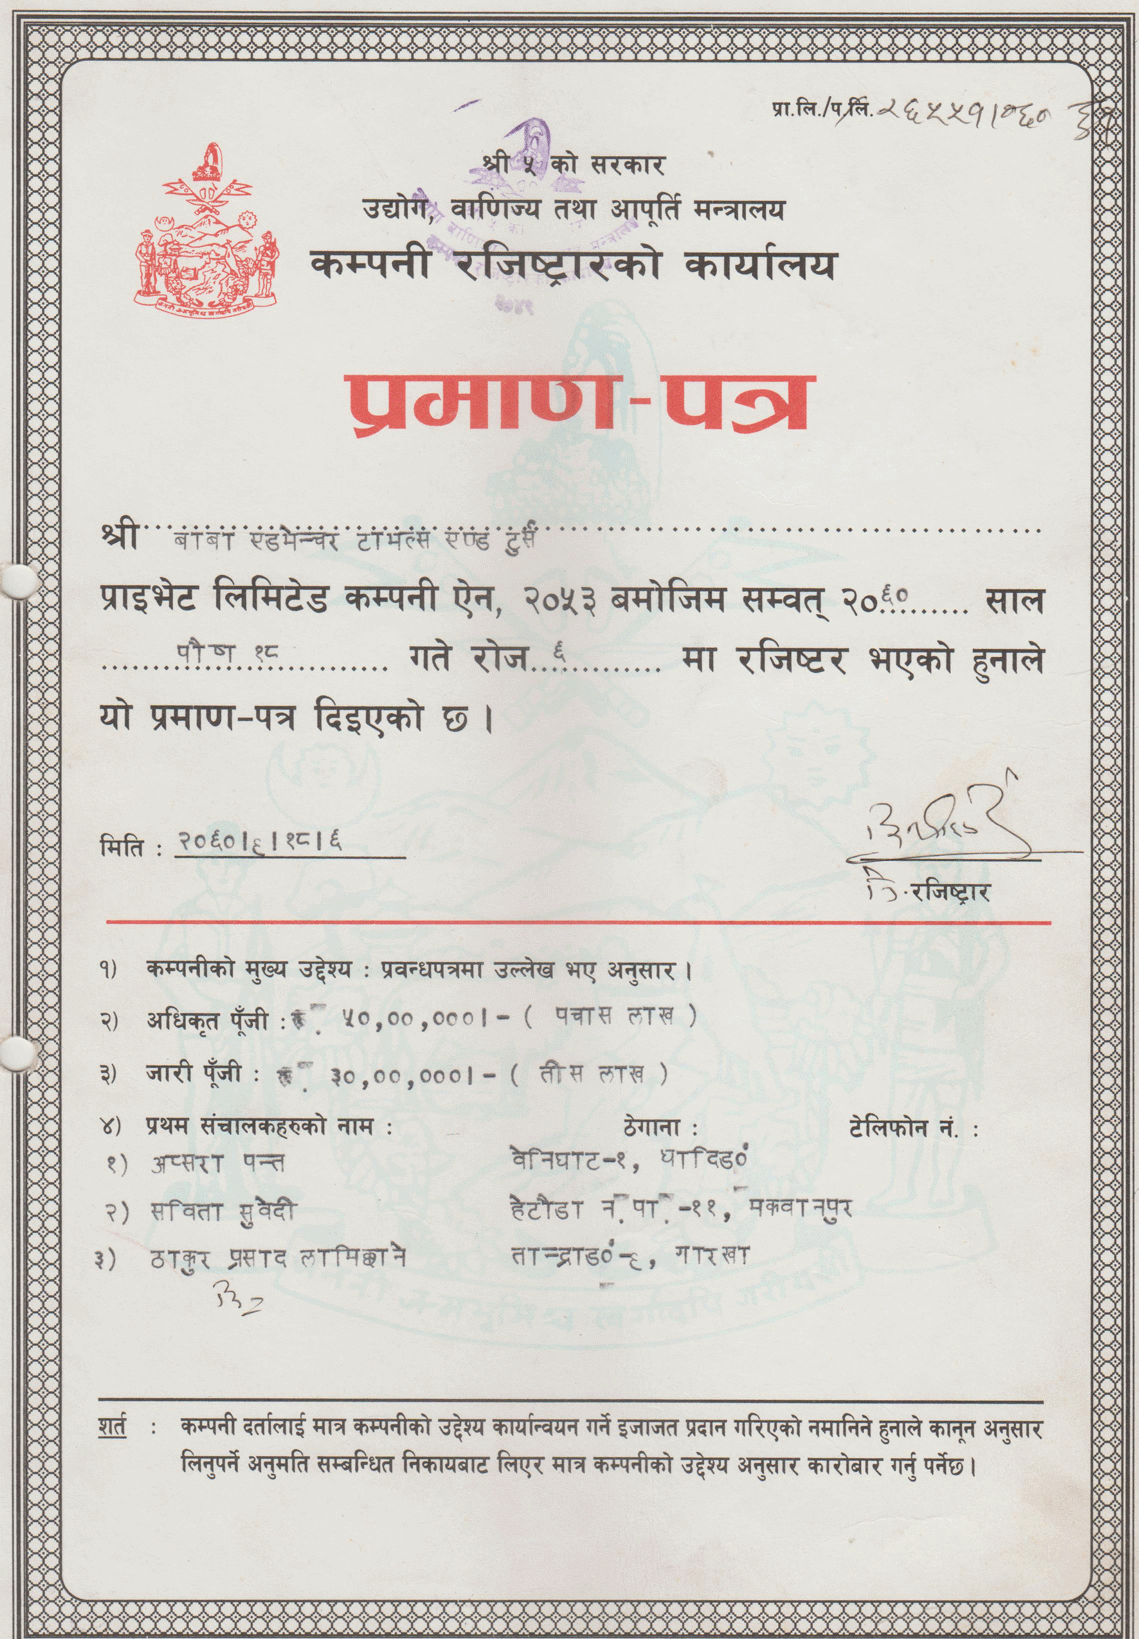 प्रा.लि./प.लि. २६५५१।०६०
श्री ५ को सरकार
उद्योग, वाणिज्य तथा आपूर्ति मन्त्रालय
कम्पनी रजिष्ट्रारको कार्यालय
प्रमाण-पत्र
श्री बाबा एडभेन्चर टाभल्स एण्ड टुर्स
प्राइभेट लिमिटेड कम्पनी ऐन, २०५३ बमोजिम सम्वत् २०६० साल
पौष १८ गते रोज ६ मा रजिष्टर भएको हुनाले
यो प्रमाण-पत्र दिइएको छ ।
मिति : २०६०।९।१८।६
रजिष्ट्रार
१) कम्पनीको मुख्य उद्देश्य : प्रवन्धपत्रमा उल्लेख भए अनुसार ।
२) अधिकृत पूँजी : रु. ५०,००,०००।- ( पचास लाख )
३) जारी पूँजी : रु. ३०,००,०००।- ( तीस लाख )
४) प्रथम संचालकहरुको नाम : ठेगाना : टेलिफोन नं. :
१) अप्सरा पन्त वेनिघाट-१, धादिङ
२) सविता सुवेदी हेटौडा न.पा.-११, मकवानपुर
३) ठाकुर प्रसाद लामिछाने तान्द्राङ-९, गोरखा
शर्त : कम्पनी दर्तालाई मात्र कम्पनीको उद्देश्य कार्यान्वयन गर्ने इजाजत प्रदान गरिएको नमानिने हुनाले कानून अनुसार
लिनुपर्ने अनुमति सम्बन्धित निकायबाट लिएर मात्र कम्पनीको उद्देश्य अनुसार कारोबार गर्नु पर्नेछ ।